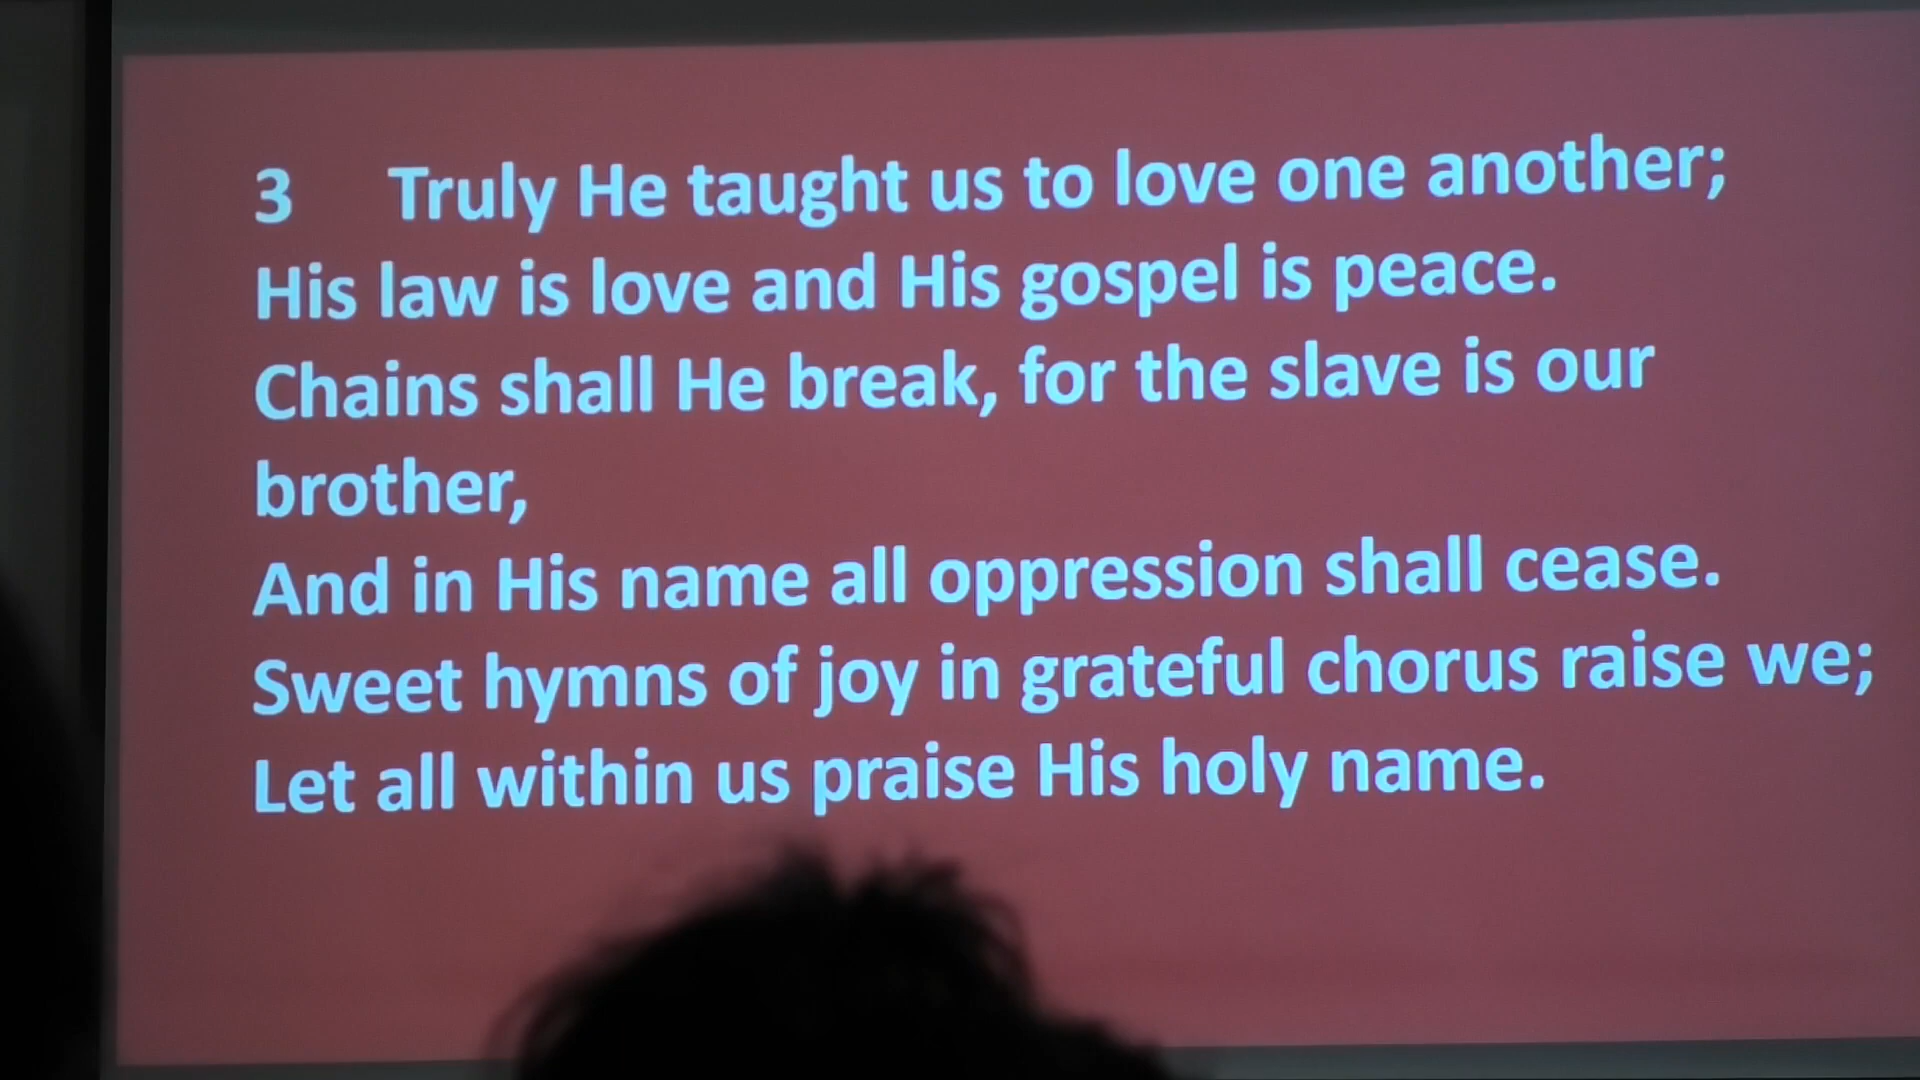 3 Truly He taught us to love one another;
His law is love and His gospel is peace.
Chains shall He break, for the slave is our
brother,
And in His name all oppression shall cease.
Sweet hymns of joy in grateful chorus raise we;
Let all within us praise His holy name.